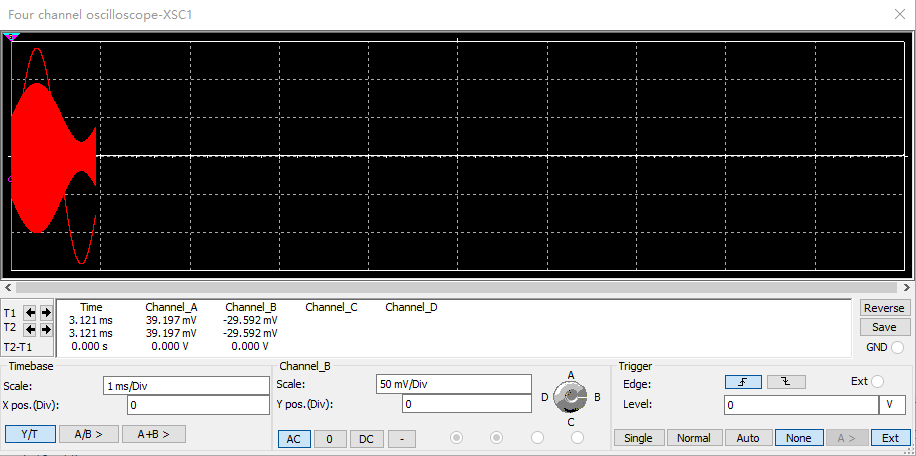 Four channel oscilloscope-XSC1
Time Channel_A Channel_B Channel_C Channel_D
T1 3.121 ms 39.197 mV -29.592 mV
T2 3.121 ms 39.197 mV -29.592 mV
T2-T1 0.000 s 0.000 V 0.000 V
Reverse
Save
GND
Timebase
Scale: 1 ms/Div
X pos.(Div): 0
Y/T A/B > A+B >
Channel_B
Scale: 50 mV/Div
Y pos.(Div): 0
AC 0 DC -
A
D B
C
Trigger
Edge: Ext
Level: 0 V
Single Normal Auto None A > Ext